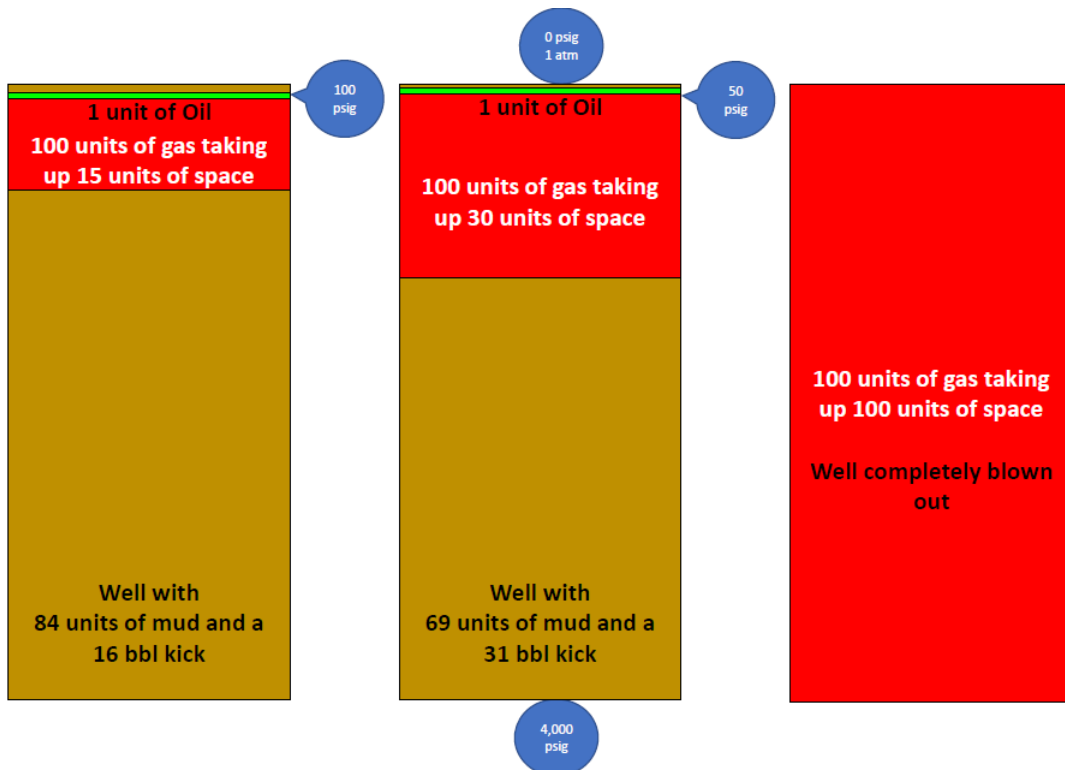 0 psig
1 atm
100
psig
50
psig
1 unit of Oil
100 units of gas taking
up 15 units of space
Well with
84 units of mud and a
16 bbl kick
1 unit of Oil
100 units of gas taking
up 30 units of space
Well with
69 units of mud and a
31 bbl kick
4,000
psig
100 units of gas taking
up 100 units of space
Well completely blown
out